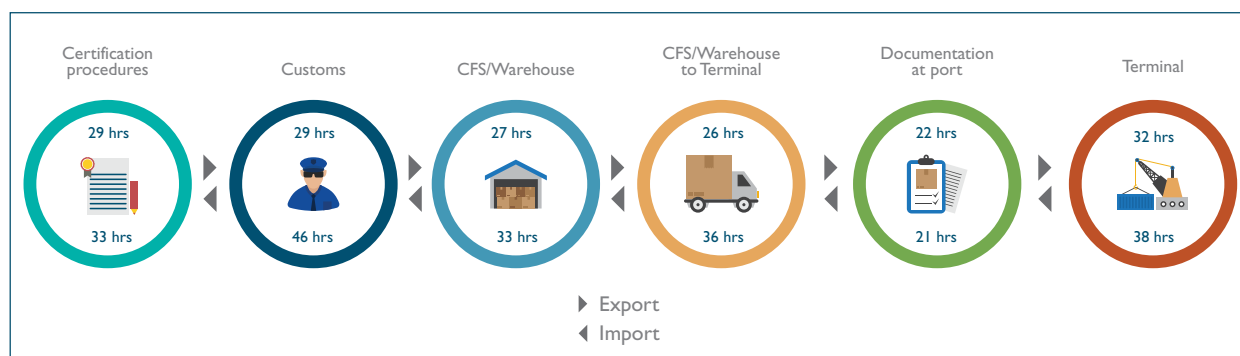 Certification
procedures
Customs
CFS/Warehouse
CFS/Warehouse
to Terminal
Documentation
at port
Terminal
29 hrs
29 hrs
27 hrs
26 hrs
22 hrs
32 hrs
33 hrs
46 hrs
33 hrs
36 hrs
21 hrs
38 hrs
Export
Import